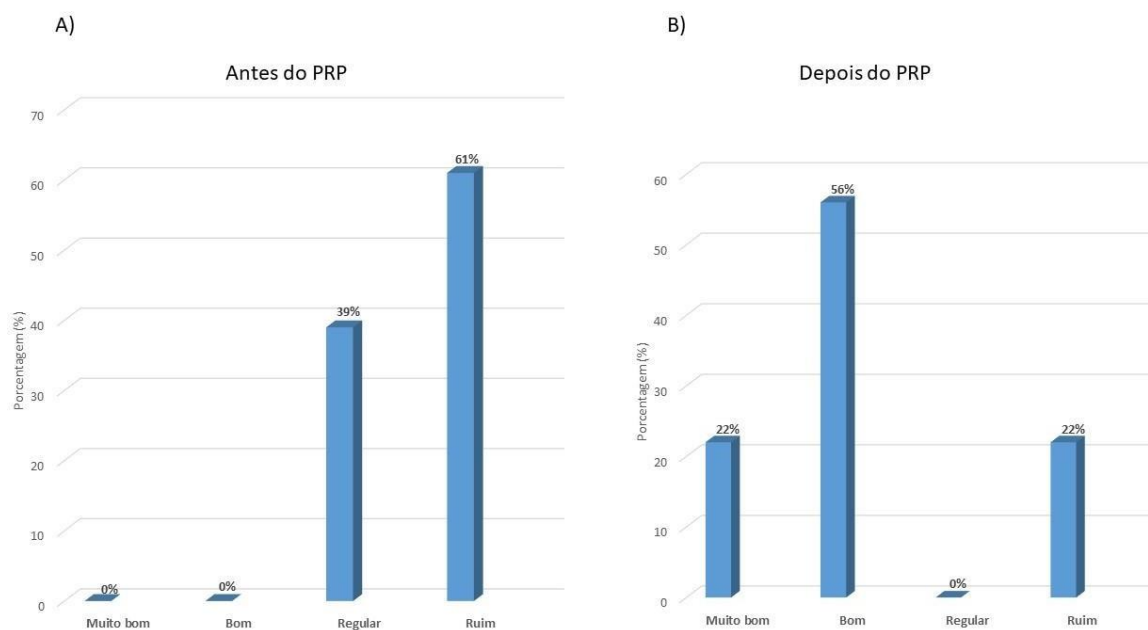 A)
Antes do PRP
Porcentagem (%)
70
60
50
40
30
20
10
0
0%
0%
39%
61%
Muito bom
Bom
Regular
Ruim
B)
Depois do PRP
Porcentagem (%)
60
50
40
30
20
10
0
22%
56%
0%
22%
Muito bom
Bom
Regular
Ruim